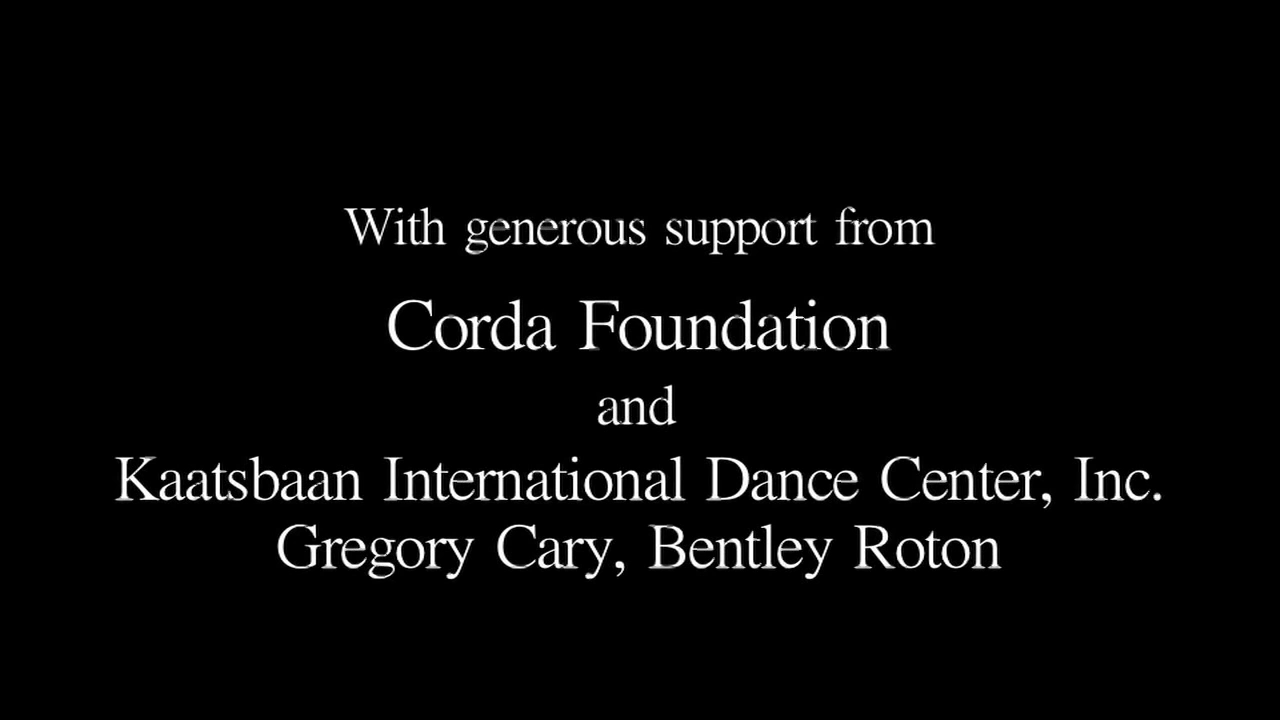 With generous support from
Corda Foundation
and
Kaatsbaan International Dance Center, Inc.
Gregory Cary, Bentley Roton